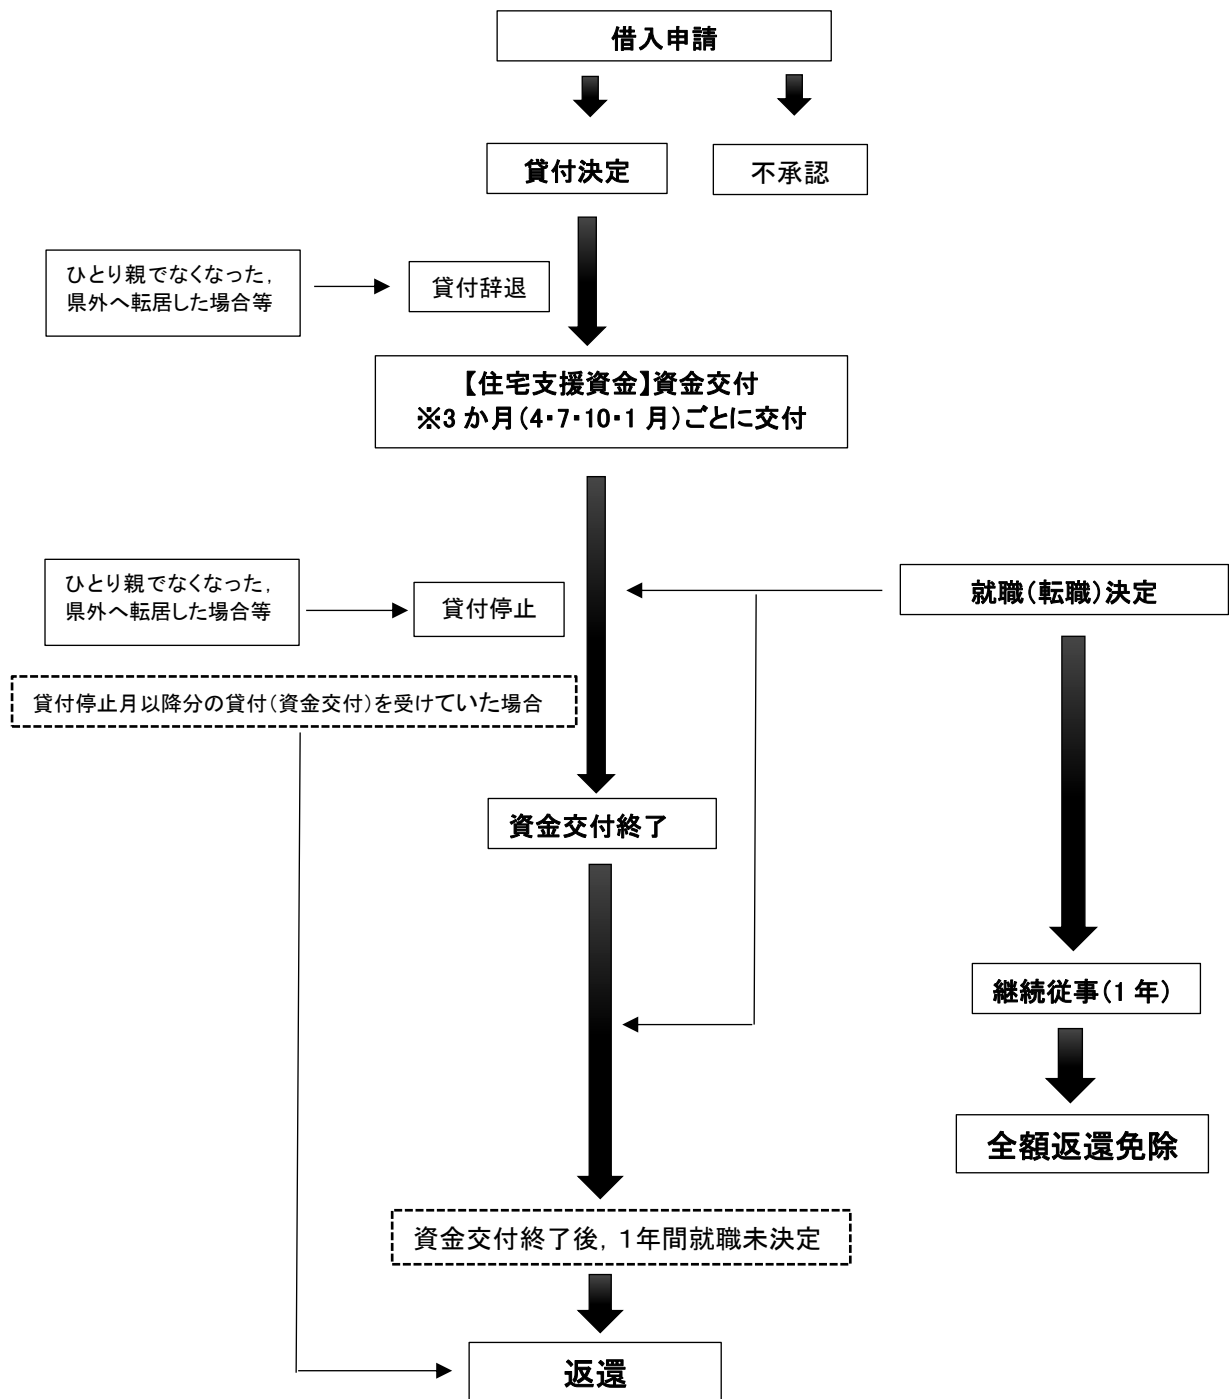 借入申請
貸付決定
不承認
ひとり親でなくなった，
県外へ転居した場合等
貸付辞退
【住宅支援資金】資金交付
※3か月（4・7・10・1月）ごとに交付
ひとり親でなくなった，
県外へ転居した場合等
貸付停止
就職（転職）決定
貸付停止月以降分の貸付（資金交付）を受けていた場合
資金交付終了
継続従事（1年）
全額返還免除
資金交付終了後，1年間就職未決定
返還